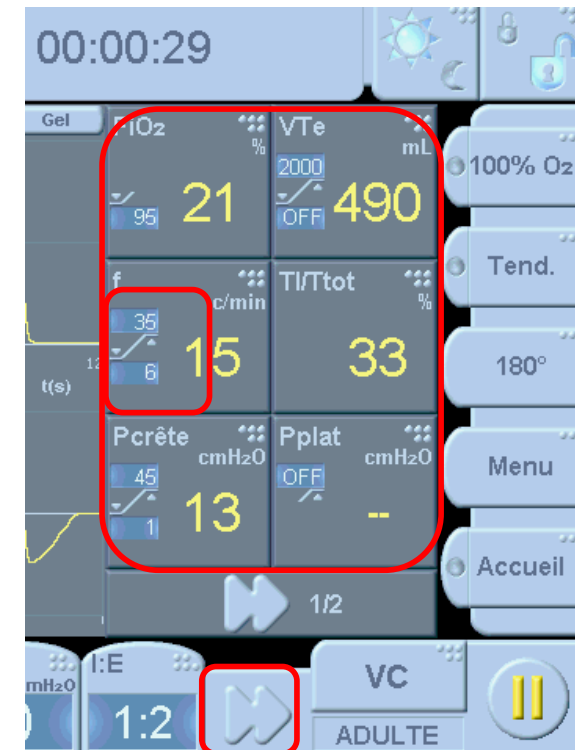 00:00:29
Gel
FiO2
%
95
21
VTe
mL
2000
OFF
490
100% O2
f
c/min
35
6
15
TI/Ttot
%
33
Tend.
t(s)
180°
Pcrête
cmH2O
45
1
13
Pplat
cmH2O
OFF
--
Menu
Accueil
1/2
mH2O
I:E
1:2
VC
ADULTE